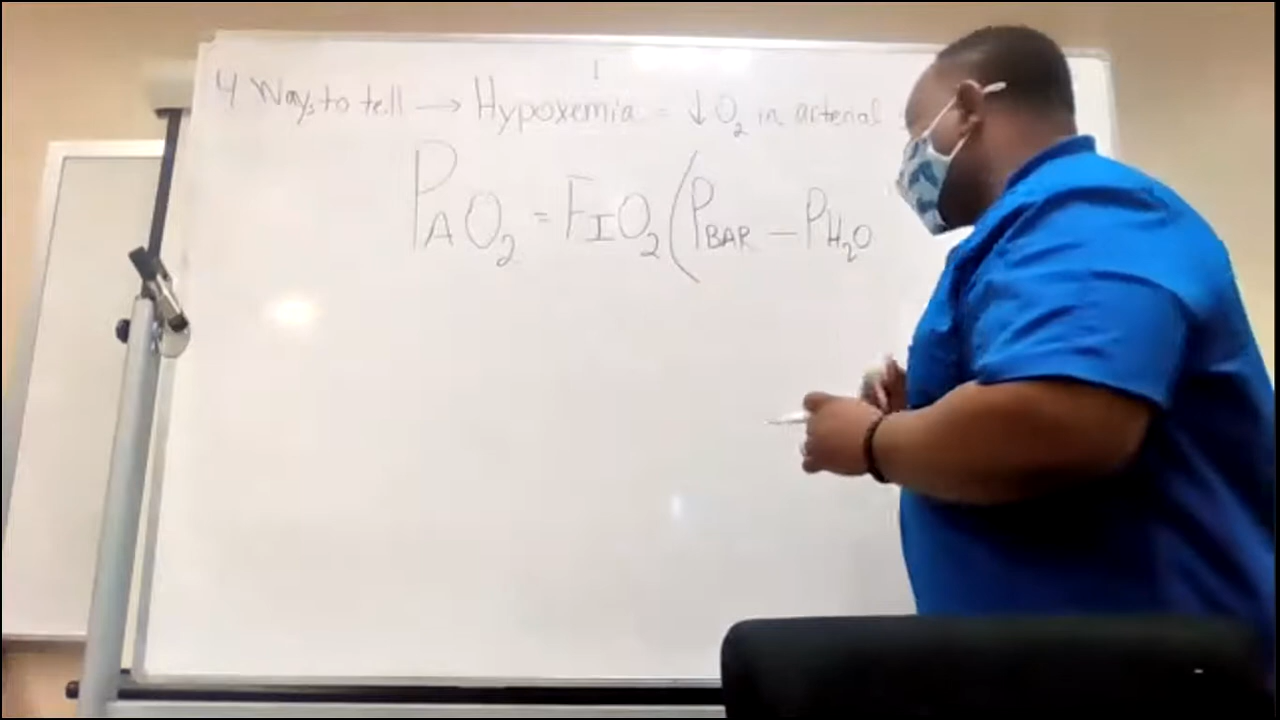 4 Ways to tell → Hypoxemia = ↓ O₂ in arterial
PAO₂ = FIO₂ (PBAR – PH₂O